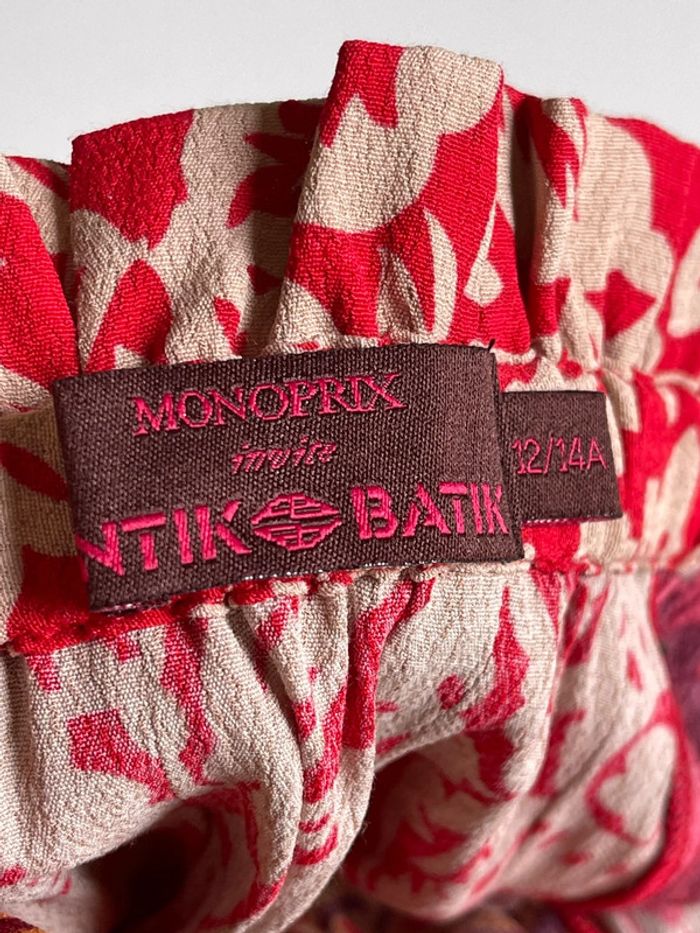 MONOPRIX
invite
NTIK BATIK
12/14A